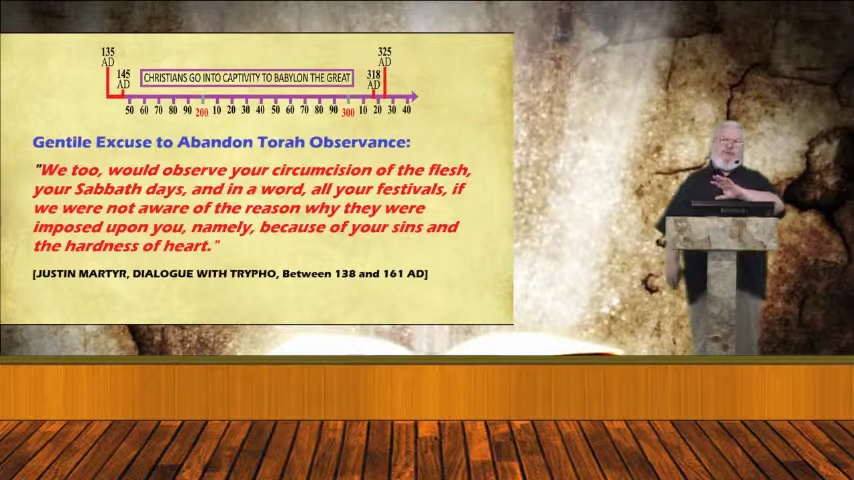 135
AD
325
AD
145
AD
CHRISTIANS GO INTO CAPTIVITY TO BABYLON THE GREAT
318
AD
50 60 70 80 90 200 10 20 30 40 50 60 70 80 90 300 10 20 30 40
Gentile Excuse to Abandon Torah Observance:
"We too, would observe your circumcision of the flesh,
your Sabbath days, and in a word, all your festivals, if
we were not aware of the reason why they were
imposed upon you, namely, because of your sins and
the hardness of heart."
[JUSTIN MARTYR, DIALOGUE WITH TRYPHO, Between 138 and 161 AD]